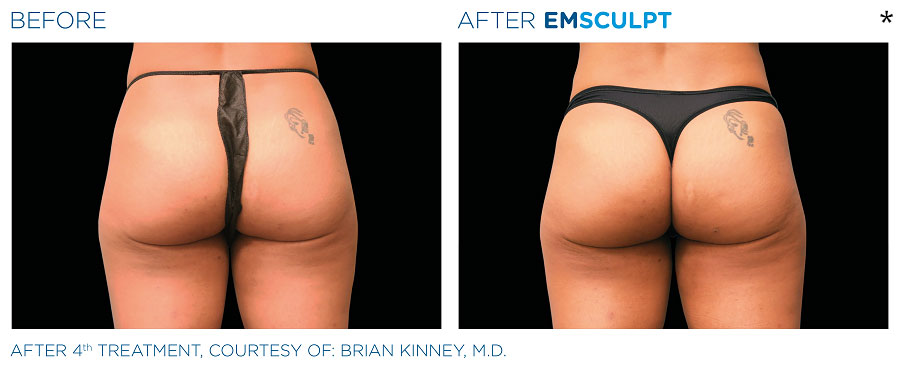 BEFORE
AFTER EMSCULPT *
AFTER 4th TREATMENT, COURTESY OF: BRIAN KINNEY, M.D.